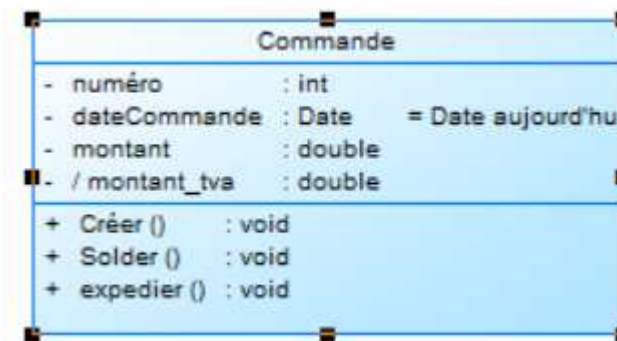 Commande
- numéro : int
- dateCommande : Date = Date aujourd'hu
- montant : double
- / montant_tva : double
+ Créer () : void
+ Solder () : void
+ expedier () : void